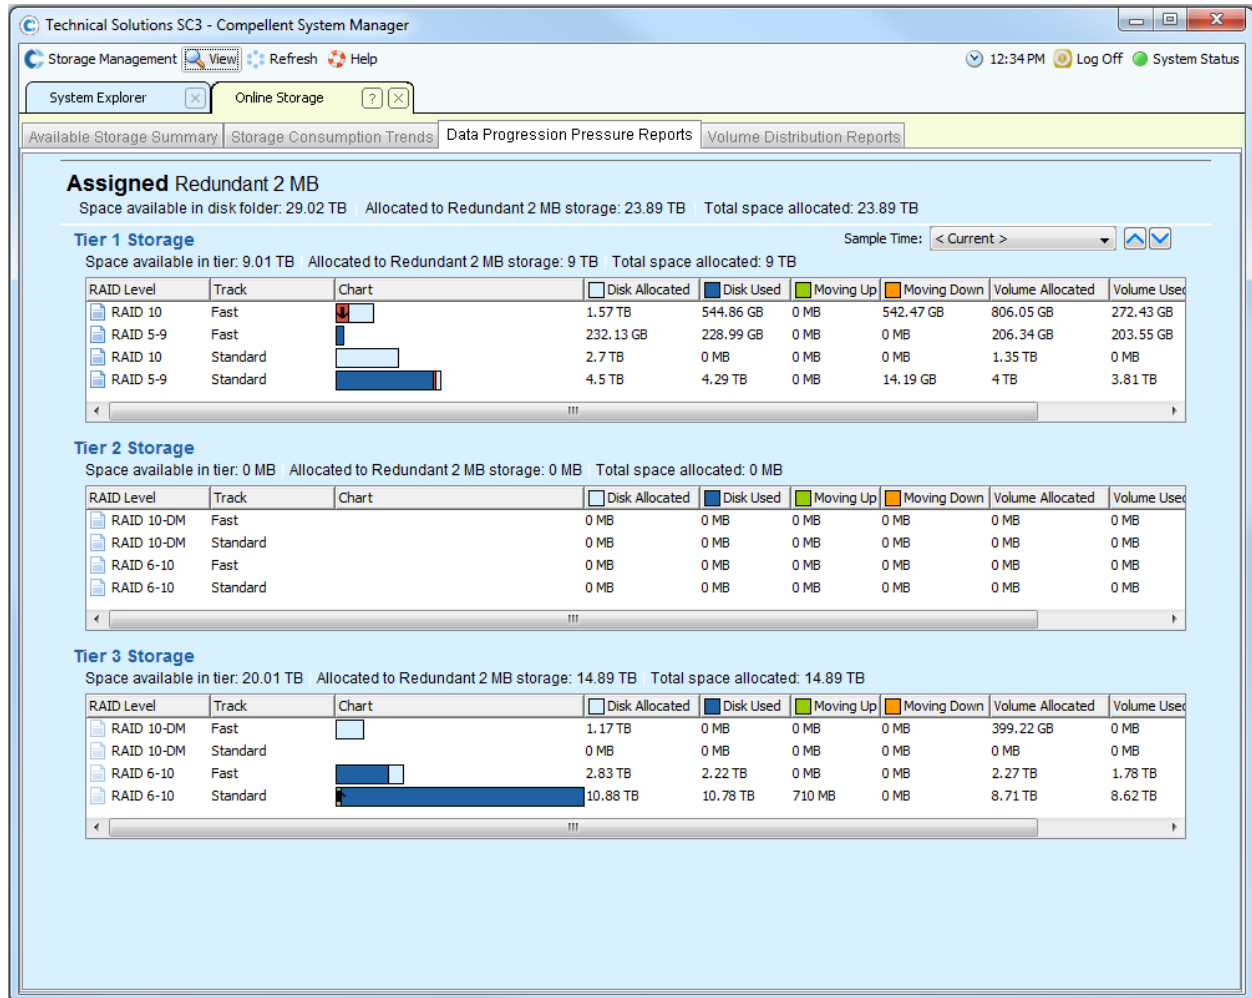 Technical Solutions SC3 - Compellent System Manager
Storage Management View Refresh Help 12:34 PM Log Off System Status
System Explorer Online Storage ?
Available Storage Summary Storage Consumption Trends Data Progression Pressure Reports Volume Distribution Reports
Assigned Redundant 2 MB
Space available in disk folder: 29.02 TB Allocated to Redundant 2 MB storage: 23.89 TB Total space allocated: 23.89 TB
Tier 1 Storage Sample Time: < Current >
Space available in tier: 9.01 TB Allocated to Redundant 2 MB storage: 9 TB Total space allocated: 9 TB
RAID Level Track Chart Disk Allocated Disk Used Moving Up Moving Down Volume Allocated Volume Used
RAID 10 Fast 1.57 TB 544.86 GB 0 MB 542.47 GB 806.05 GB 272.43 GB
RAID 5-9 Fast 232.13 GB 228.99 GB 0 MB 0 MB 206.34 GB 203.55 GB
RAID 10 Standard 2.7 TB 0 MB 0 MB 0 MB 1.35 TB 0 MB
RAID 5-9 Standard 4.5 TB 4.29 TB 0 MB 14.19 GB 4 TB 3.81 TB
Tier 2 Storage
Space available in tier: 0 MB Allocated to Redundant 2 MB storage: 0 MB Total space allocated: 0 MB
RAID Level Track Chart Disk Allocated Disk Used Moving Up Moving Down Volume Allocated Volume Used
RAID 10-DM Fast 0 MB 0 MB 0 MB 0 MB 0 MB 0 MB
RAID 10-DM Standard 0 MB 0 MB 0 MB 0 MB 0 MB 0 MB
RAID 6-10 Fast 0 MB 0 MB 0 MB 0 MB 0 MB 0 MB
RAID 6-10 Standard 0 MB 0 MB 0 MB 0 MB 0 MB 0 MB
Tier 3 Storage
Space available in tier: 20.01 TB Allocated to Redundant 2 MB storage: 14.89 TB Total space allocated: 14.89 TB
RAID Level Track Chart Disk Allocated Disk Used Moving Up Moving Down Volume Allocated Volume Used
RAID 10-DM Fast 1.17 TB 0 MB 0 MB 0 MB 399.22 GB 0 MB
RAID 10-DM Standard 0 MB 0 MB 0 MB 0 MB 0 MB 0 MB
RAID 6-10 Fast 2.83 TB 2.22 TB 0 MB 0 MB 2.27 TB 1.78 TB
RAID 6-10 Standard 10.88 TB 10.78 TB 710 MB 0 MB 8.71 TB 8.62 TB